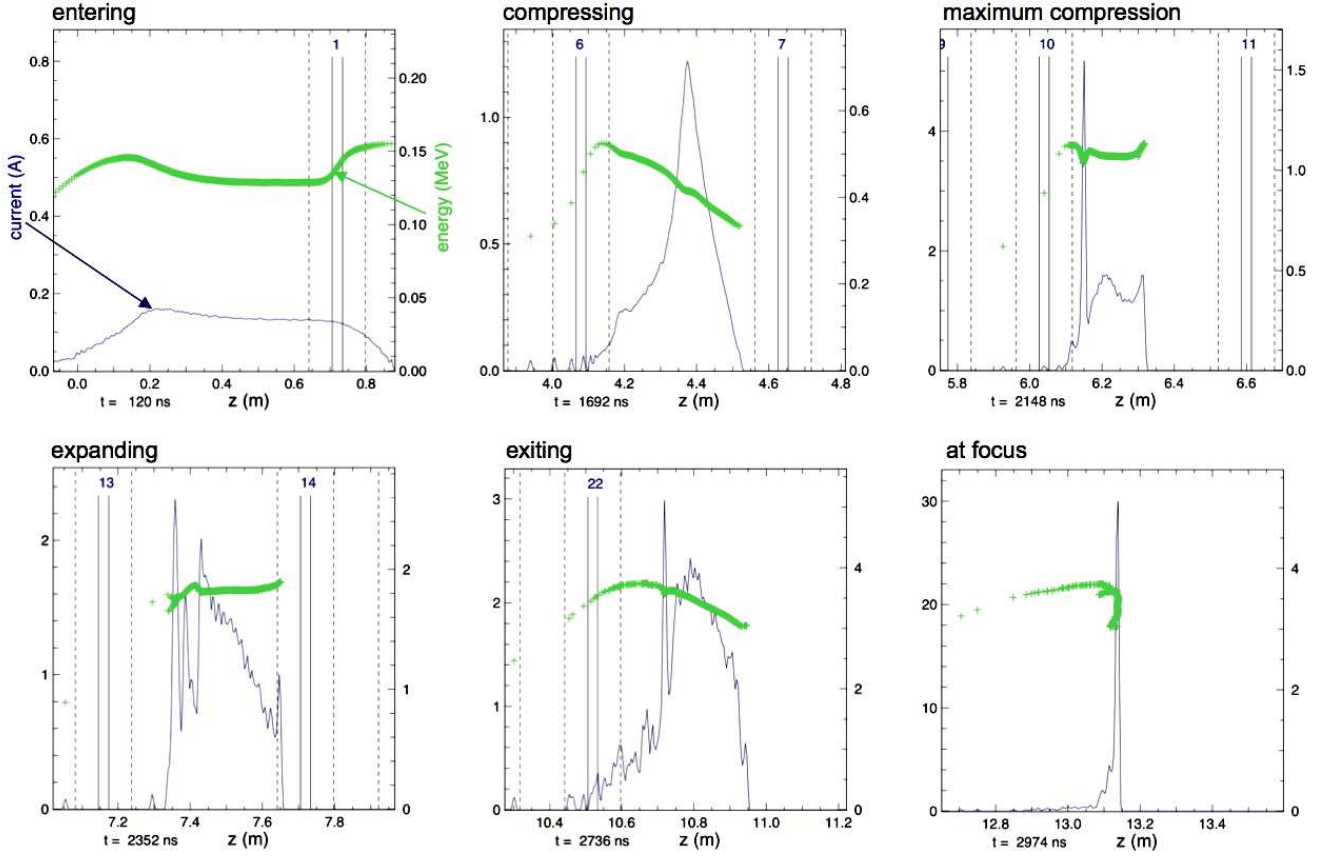 entering
compressing
maximum compression
1
6
7
9
10
11
0.8
0.6
0.4
0.2
0.0
current (A)
0.20
0.15
0.10
0.05
0.00
energy (MeV)
1.0
0.5
0.0
0.6
0.4
0.2
0.0
4
2
0
1.5
1.0
0.5
0.0
0.0 0.2 0.4 0.6 0.8
t = 120 ns z (m)
4.0 4.2 4.4 4.6 4.8
t = 1692 ns z (m)
5.8 6.0 6.2 6.4 6.6
t = 2148 ns z (m)
expanding
exiting
at focus
13
14
22
2
1
0
2
1
0
3
2
1
0
4
2
0
30
20
10
0
4
2
0
7.2 7.4 7.6 7.8
t = 2352 ns z (m)
10.4 10.6 10.8 11.0 11.2
t = 2736 ns z (m)
12.8 13.0 13.2 13.4
t = 2974 ns z (m)